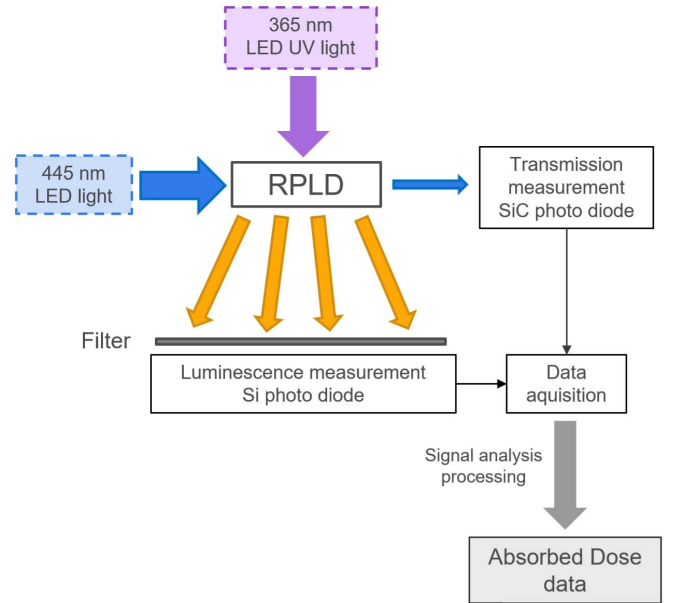 365 nm
LED UV light
445 nm
LED light
RPLD
Transmission
measurement
SiC photo diode
Filter
Luminescence measurement
Si photo diode
Data
aquisition
Signal analysis
processing
Absorbed Dose
data